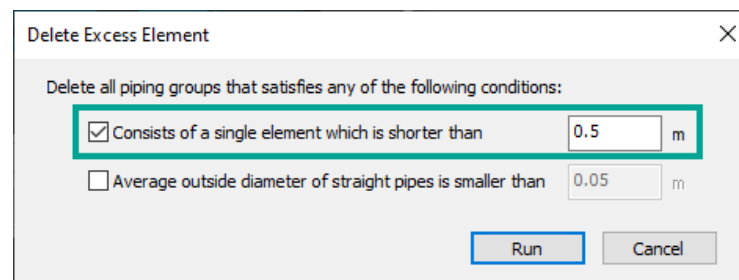 Delete Excess Element
Delete all piping groups that satisfies any of the following conditions:
Consists of a single element which is shorter than 0.5 m
Average outside diameter of straight pipes is smaller than 0.05 m
Run Cancel